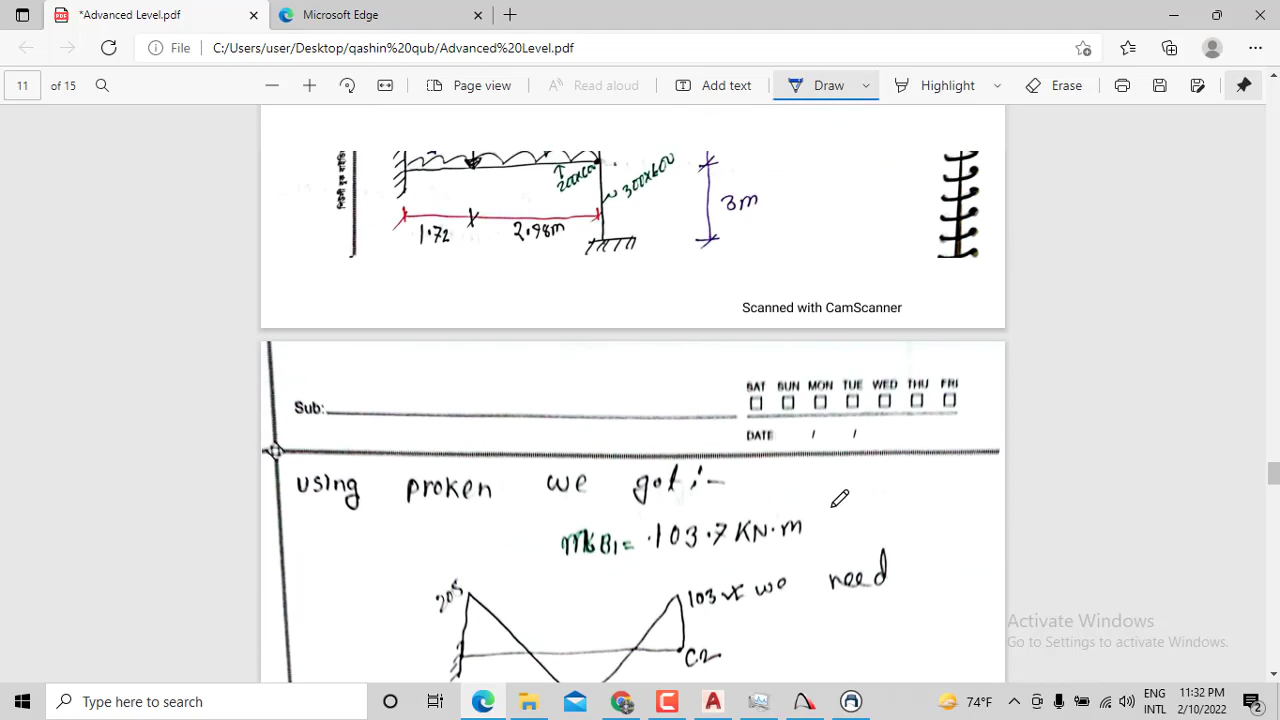 *Advanced Level.pdf
Microsoft Edge
File
C:/Users/user/Desktop/qashin%20qub/Advanced%20Level.pdf
11 of 15
Page view
Read aloud
Add text
Draw
Highlight
Erase
300x600
3m
1.72
2.98m
Scanned with CamScanner
SAT SUN MON TUE WED THU FRI
Sub:
DATE / /
using proken we got :-
103.7 KN.m
205
we need
C2
Activate Windows
Go to Settings to activate Windows.
Type here to search
74°F
ENG
INTL
11:32 PM
2/10/2022
2